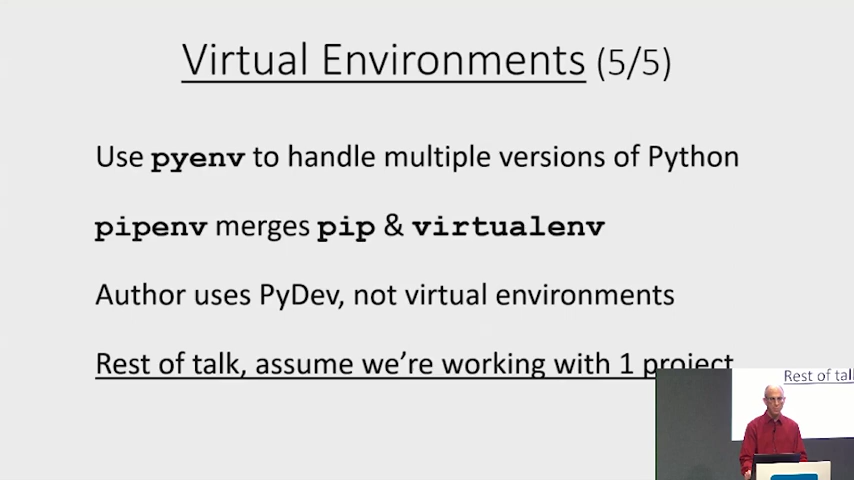 Virtual Environments (5/5)
Use pyenv to handle multiple versions of Python
pipenv merges pip & virtualenv
Author uses PyDev, not virtual environments
Rest of talk, assume we're working with 1 project
Rest of tal